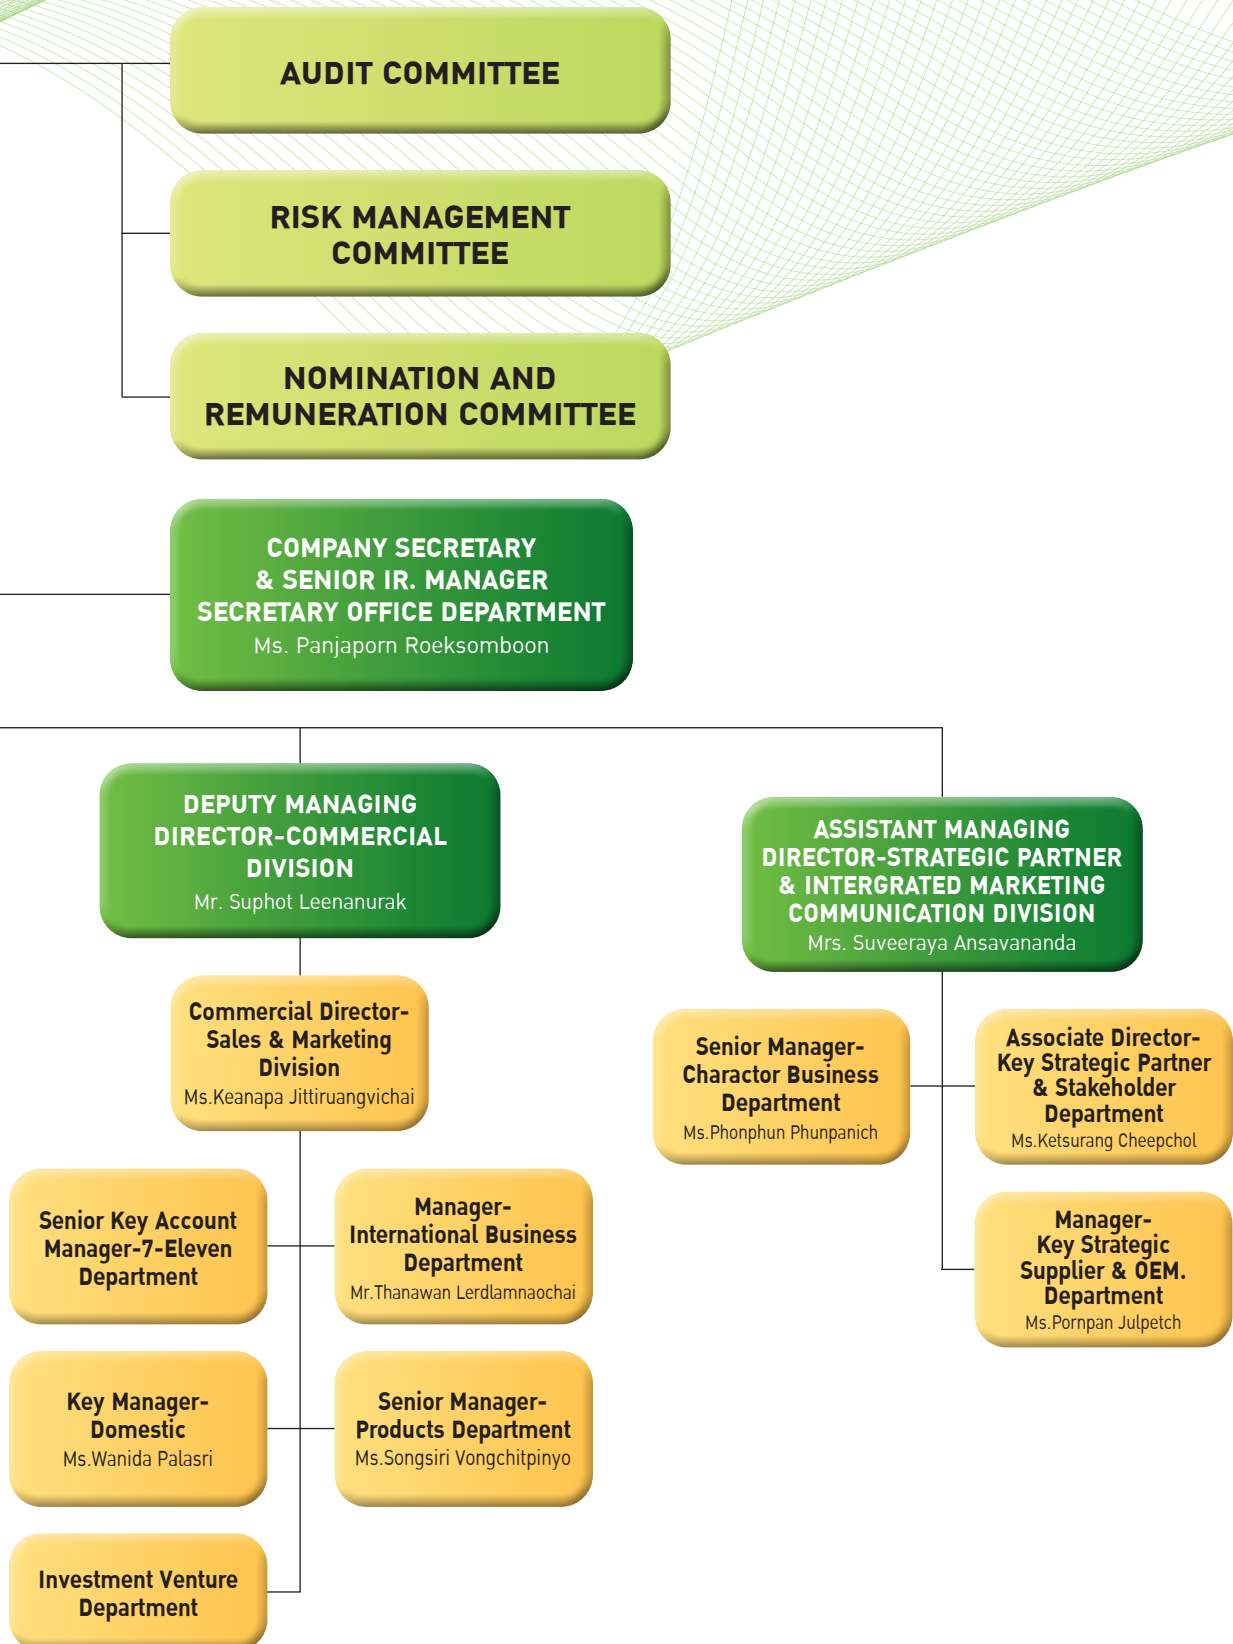 AUDIT COMMITTEE
RISK MANAGEMENT
COMMITTEE
NOMINATION AND
REMUNERATION COMMITTEE
COMPANY SECRETARY
& SENIOR IR. MANAGER
SECRETARY OFFICE DEPARTMENT
Ms. Panjaporn Roeksomboon
DEPUTY MANAGING
DIRECTOR-COMMERCIAL
DIVISION
Mr. Suphot Leenanurak
ASSISTANT MANAGING
DIRECTOR-STRATEGIC PARTNER
& INTERGRATED MARKETING
COMMUNICATION DIVISION
Mrs. Suveeraya Ansavananda
Commercial Director-
Sales & Marketing
Division
Ms.Keanapa Jittiruangvichai
Senior Manager-
Charactor Business
Department
Ms.Phonphun Phunpanich
Associate Director-
Key Strategic Partner
& Stakeholder
Department
Ms.Ketsurang Cheepchol
Senior Key Account
Manager-7-Eleven
Department
Manager-
International Business
Department
Mr.Thanawan Lerdlamnaochai
Manager-
Key Strategic
Supplier & OEM.
Department
Ms.Pornpan Julpetch
Key Manager-
Domestic
Ms.Wanida Palasri
Senior Manager-
Products Department
Ms.Songsiri Vongchitpinyo
Investment Venture
Department